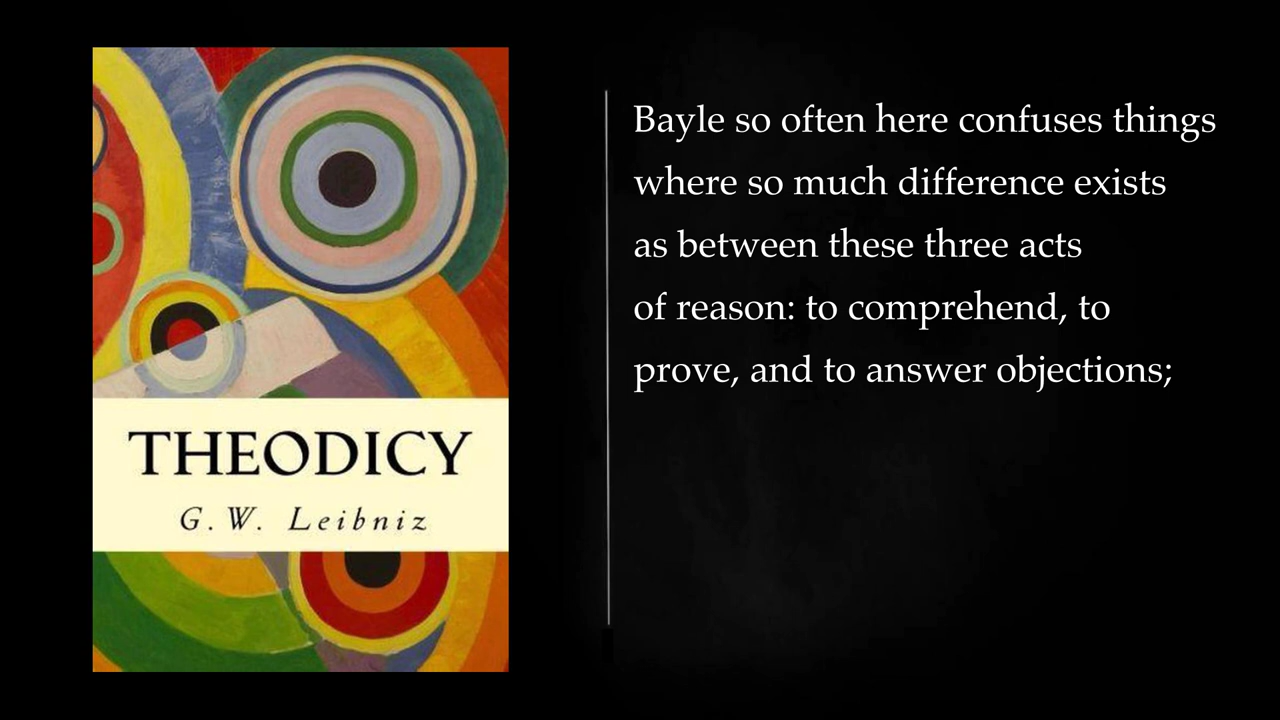 THEODICY
G. W. Leibniz
Bayle so often here confuses things
where so much difference exists
as between these three acts
of reason: to comprehend, to
prove, and to answer objections;